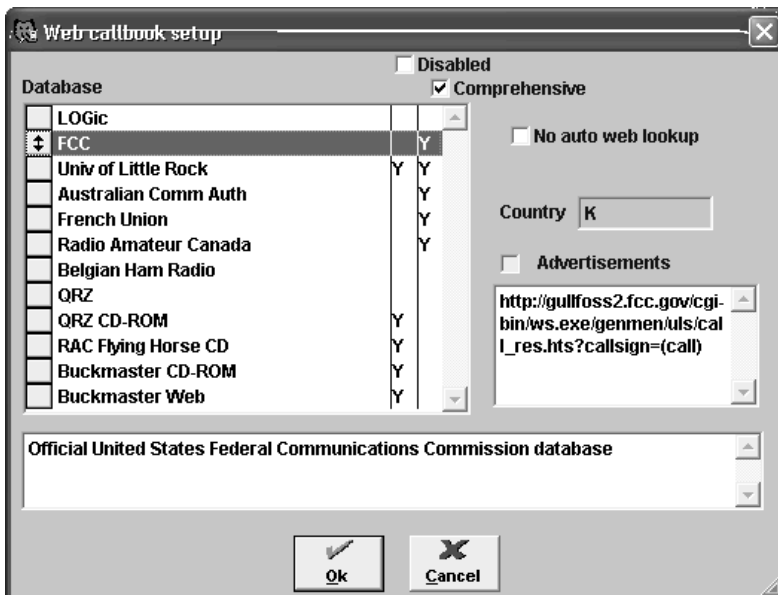 Web callbook setup
Disabled
Database
Comprehensive
LOGic
FCC Y
Univ of Little Rock Y Y
Australian Comm Auth Y
French Union Y
Radio Amateur Canada Y
Belgian Ham Radio
QRZ
QRZ CD-ROM Y
RAC Flying Horse CD Y
Buckmaster CD-ROM Y
Buckmaster Web Y
No auto web lookup
Country K
Advertisements
http://gullfoss2.fcc.gov/cgi-
bin/ws.exe/genmen/uls/cal
l_res.hts?callsign=(call)
Official United States Federal Communications Commission database
Ok
Cancel